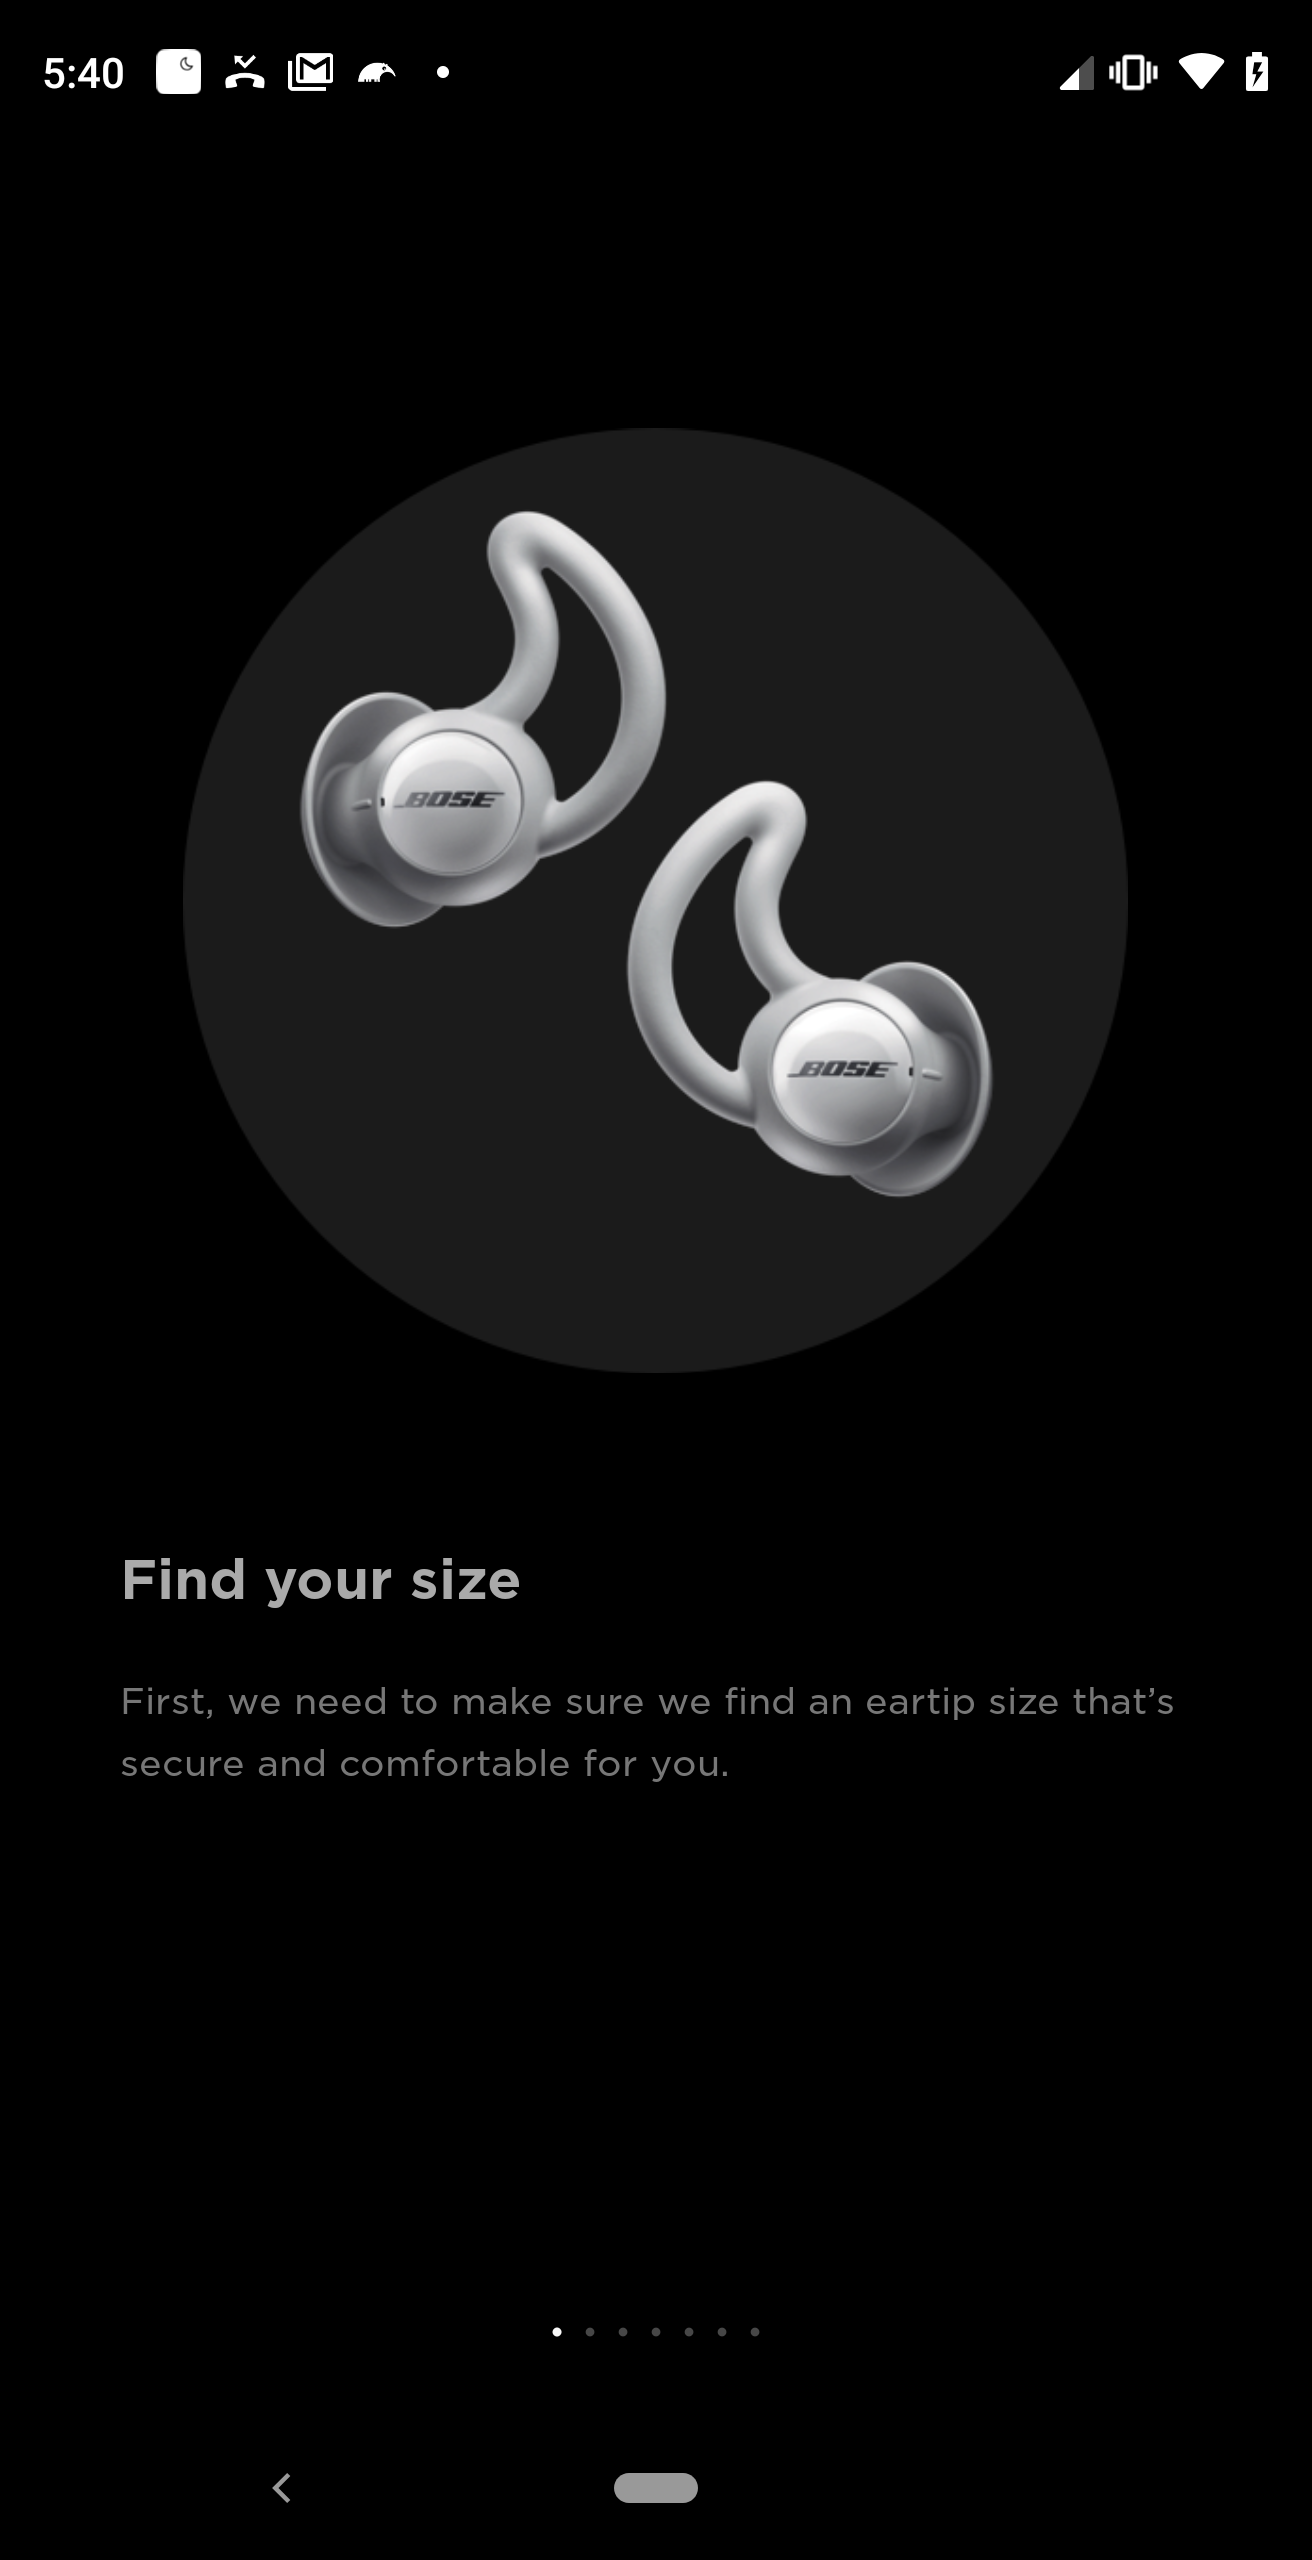 5:40
BOSE
BOSE
Find your size
First, we need to make sure we find an eartip size that’s
secure and comfortable for you.